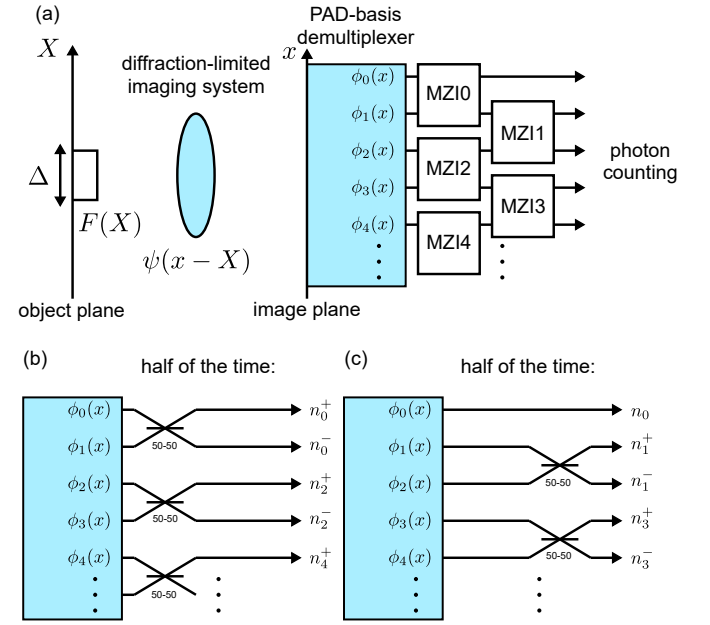 (a)
PAD-basis
demultiplexer
X
x
diffraction-limited
imaging system
ϕ₀(x)
MZI0
ϕ₁(x)
MZI1
ϕ₂(x)
MZI2
ϕ₃(x)
MZI3
ϕ₄(x)
MZI4
photon
counting
Δ
F(X)
ψ(x − X)
object plane
image plane
(b)
half of the time:
ϕ₀(x)
n₀⁺
50-50
ϕ₁(x)
n₀⁻
ϕ₂(x)
n₂⁺
50-50
ϕ₃(x)
n₂⁻
ϕ₄(x)
n₄⁺
50-50
(c)
half of the time:
ϕ₀(x)
n₀
ϕ₁(x)
n₁⁺
50-50
ϕ₂(x)
n₁⁻
ϕ₃(x)
n₃⁺
50-50
ϕ₄(x)
n₃⁻